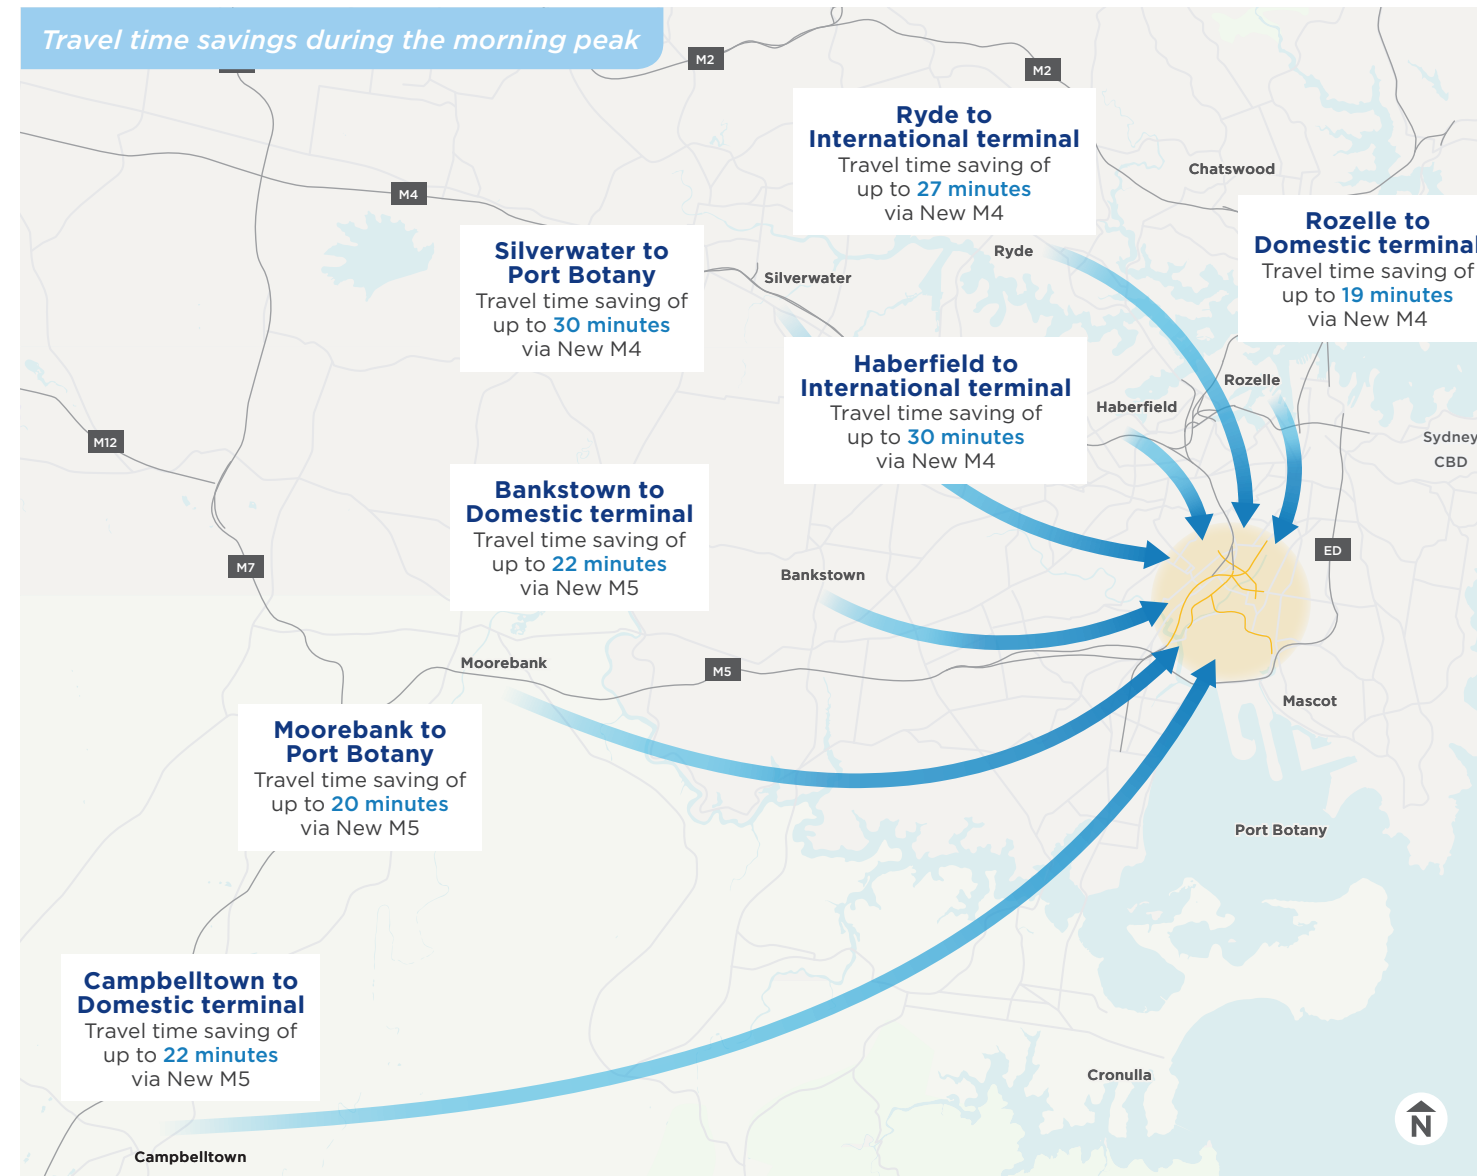 Travel time savings during the morning peak
M2
M2
Ryde to
International terminal
Travel time saving of
up to 27 minutes
via New M4
Chatswood
M4
Rozelle to
Domestic terminal
Travel time saving of
up to 19 minutes
via New M4
Silverwater to
Port Botany
Travel time saving of
up to 30 minutes
via New M4
Ryde
Silverwater
Haberfield to
International terminal
Travel time saving of
up to 30 minutes
via New M4
Rozelle
Haberfield
M12
Sydney
CBD
Bankstown to
Domestic terminal
Travel time saving of
up to 22 minutes
via New M5
ED
M7
Bankstown
Moorebank
M5
Mascot
Moorebank to
Port Botany
Travel time saving of
up to 20 minutes
via New M5
Port Botany
Campbelltown to
Domestic terminal
Travel time saving of
up to 22 minutes
via New M5
Cronulla
N
Campbelltown